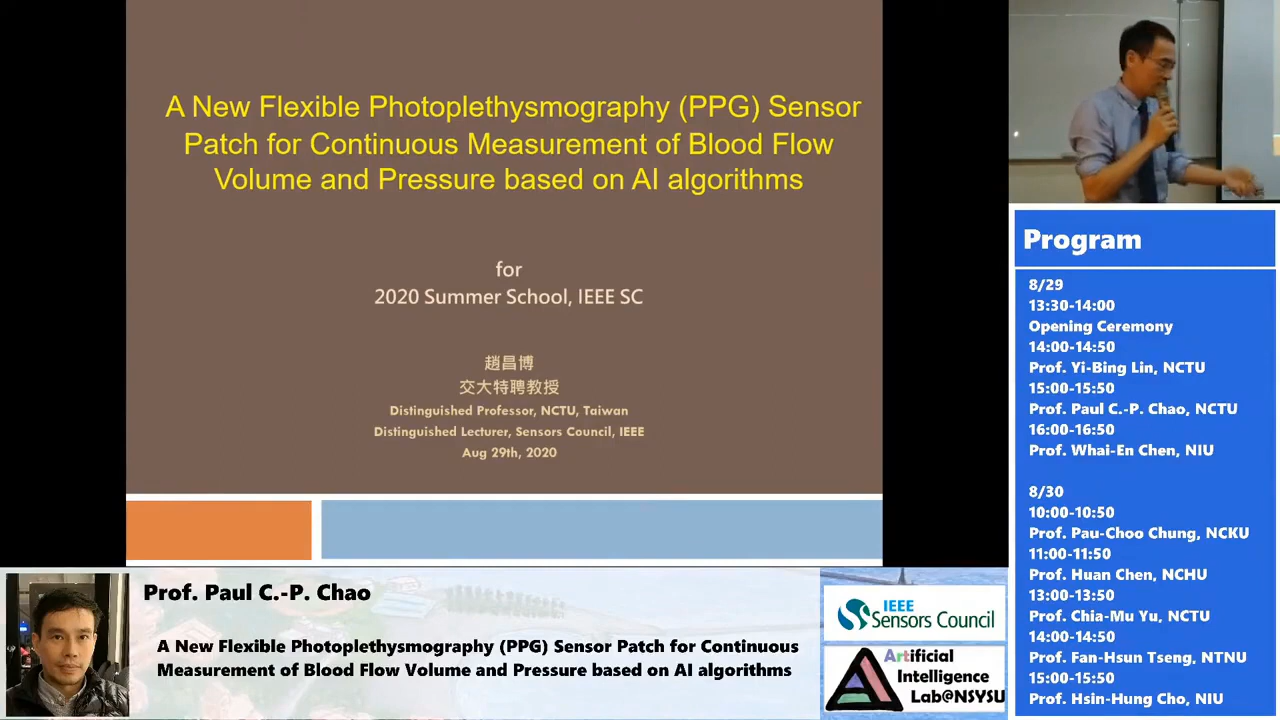 A New Flexible Photoplethysmography (PPG) Sensor
Patch for Continuous Measurement of Blood Flow
Volume and Pressure based on AI algorithms
for
2020 Summer School, IEEE SC
趙昌博
交大特聘教授
Distinguished Professor, NCTU, Taiwan
Distinguished Lecturer, Sensors Council, IEEE
Aug 29th, 2020
Program
8/29
13:30-14:00
Opening Ceremony
14:00-14:50
Prof. Yi-Bing Lin, NCTU
15:00-15:50
Prof. Paul C.-P. Chao, NCTU
16:00-16:50
Prof. Whai-En Chen, NIU
8/30
10:00-10:50
Prof. Pau-Choo Chung, NCKU
11:00-11:50
Prof. Huan Chen, NCHU
13:00-13:50
Prof. Chia-Mu Yu, NCTU
14:00-14:50
Prof. Fan-Hsun Tseng, NTNU
15:00-15:50
Prof. Hsin-Hung Cho, NIU
Prof. Paul C.-P. Chao
A New Flexible Photoplethysmography (PPG) Sensor Patch for Continuous
Measurement of Blood Flow Volume and Pressure based on AI algorithms
IEEE
Sensors Council
Artificial
Intelligence
Lab@NSYSU